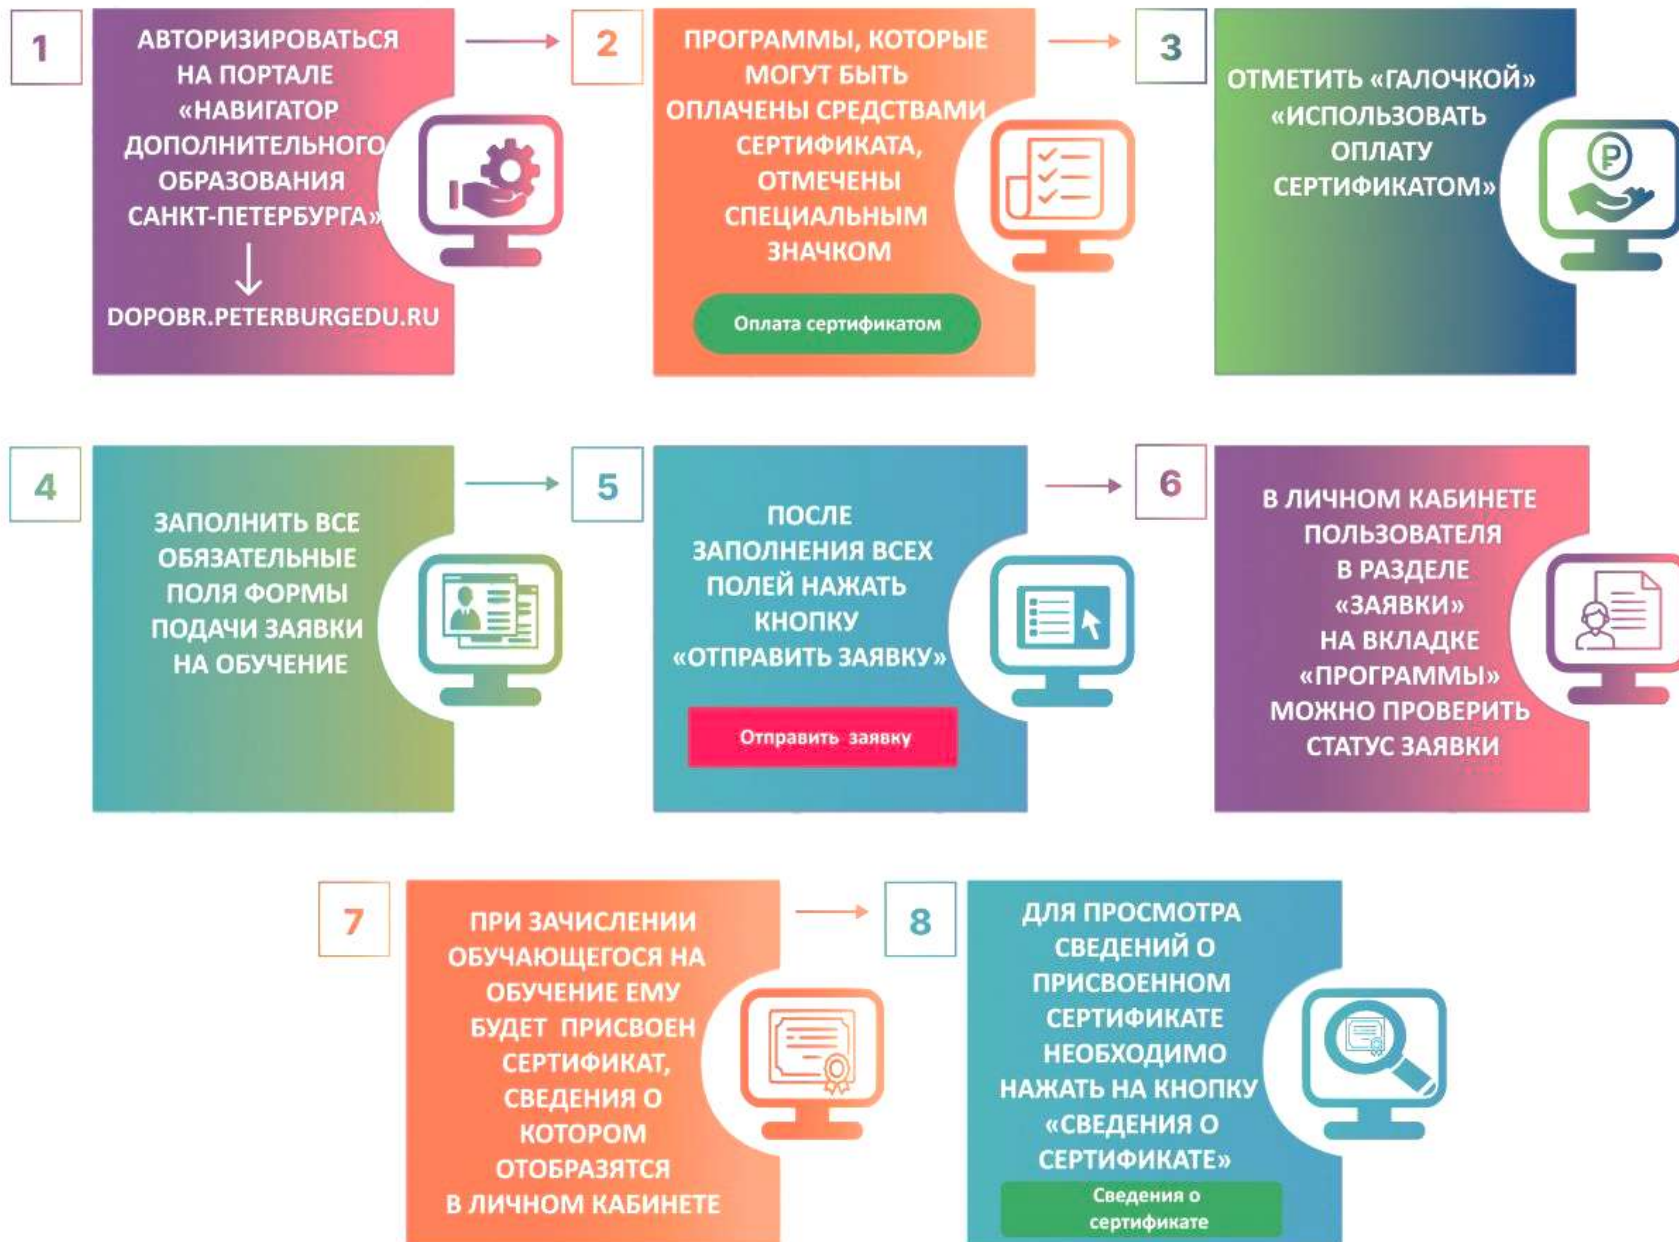 1
АВТОРИЗИРОВАТЬСЯ
НА ПОРТАЛЕ
«НАВИГАТОР
ДОПОЛНИТЕЛЬНОГО
ОБРАЗОВАНИЯ
САНКТ-ПЕТЕРБУРГА»
DOPOBR.PETERBURGEDU.RU
2
ПРОГРАММЫ, КОТОРЫЕ
МОГУТ БЫТЬ
ОПЛАЧЕНЫ СРЕДСТВАМИ
СЕРТИФИКАТА,
ОТМЕЧЕНЫ
СПЕЦИАЛЬНЫМ
ЗНАЧКОМ
Оплата сертификатом
3
ОТМЕТИТЬ «ГАЛОЧКОЙ»
«ИСПОЛЬЗОВАТЬ
ОПЛАТУ
СЕРТИФИКАТОМ»
4
ЗАПОЛНИТЬ ВСЕ
ОБЯЗАТЕЛЬНЫЕ
ПОЛЯ ФОРМЫ
ПОДАЧИ ЗАЯВКИ
НА ОБУЧЕНИЕ
5
ПОСЛЕ
ЗАПОЛНЕНИЯ ВСЕХ
ПОЛЕЙ НАЖАТЬ
КНОПКУ
«ОТПРАВИТЬ ЗАЯВКУ»
Отправить заявку
6
В ЛИЧНОМ КАБИНЕТЕ
ПОЛЬЗОВАТЕЛЯ
В РАЗДЕЛЕ
«ЗАЯВКИ»
НА ВКЛАДКЕ
«ПРОГРАММЫ»
МОЖНО ПРОВЕРИТЬ
СТАТУС ЗАЯВКИ
7
ПРИ ЗАЧИСЛЕНИИ
ОБУЧАЮЩЕГОСЯ НА
ОБУЧЕНИЕ ЕМУ
БУДЕТ ПРИСВОЕН
СЕРТИФИКАТ,
СВЕДЕНИЯ О
КОТОРОМ
ОТОБРАЗЯТСЯ
В ЛИЧНОМ КАБИНЕТЕ
8
ДЛЯ ПРОСМОТРА
СВЕДЕНИЙ О
ПРИСВОЕННОМ
СЕРТИФИКАТЕ
НЕОБХОДИМО
НАЖАТЬ НА КНОПКУ
«СВЕДЕНИЯ О
СЕРТИФИКАТЕ»
Сведения о
сертификате